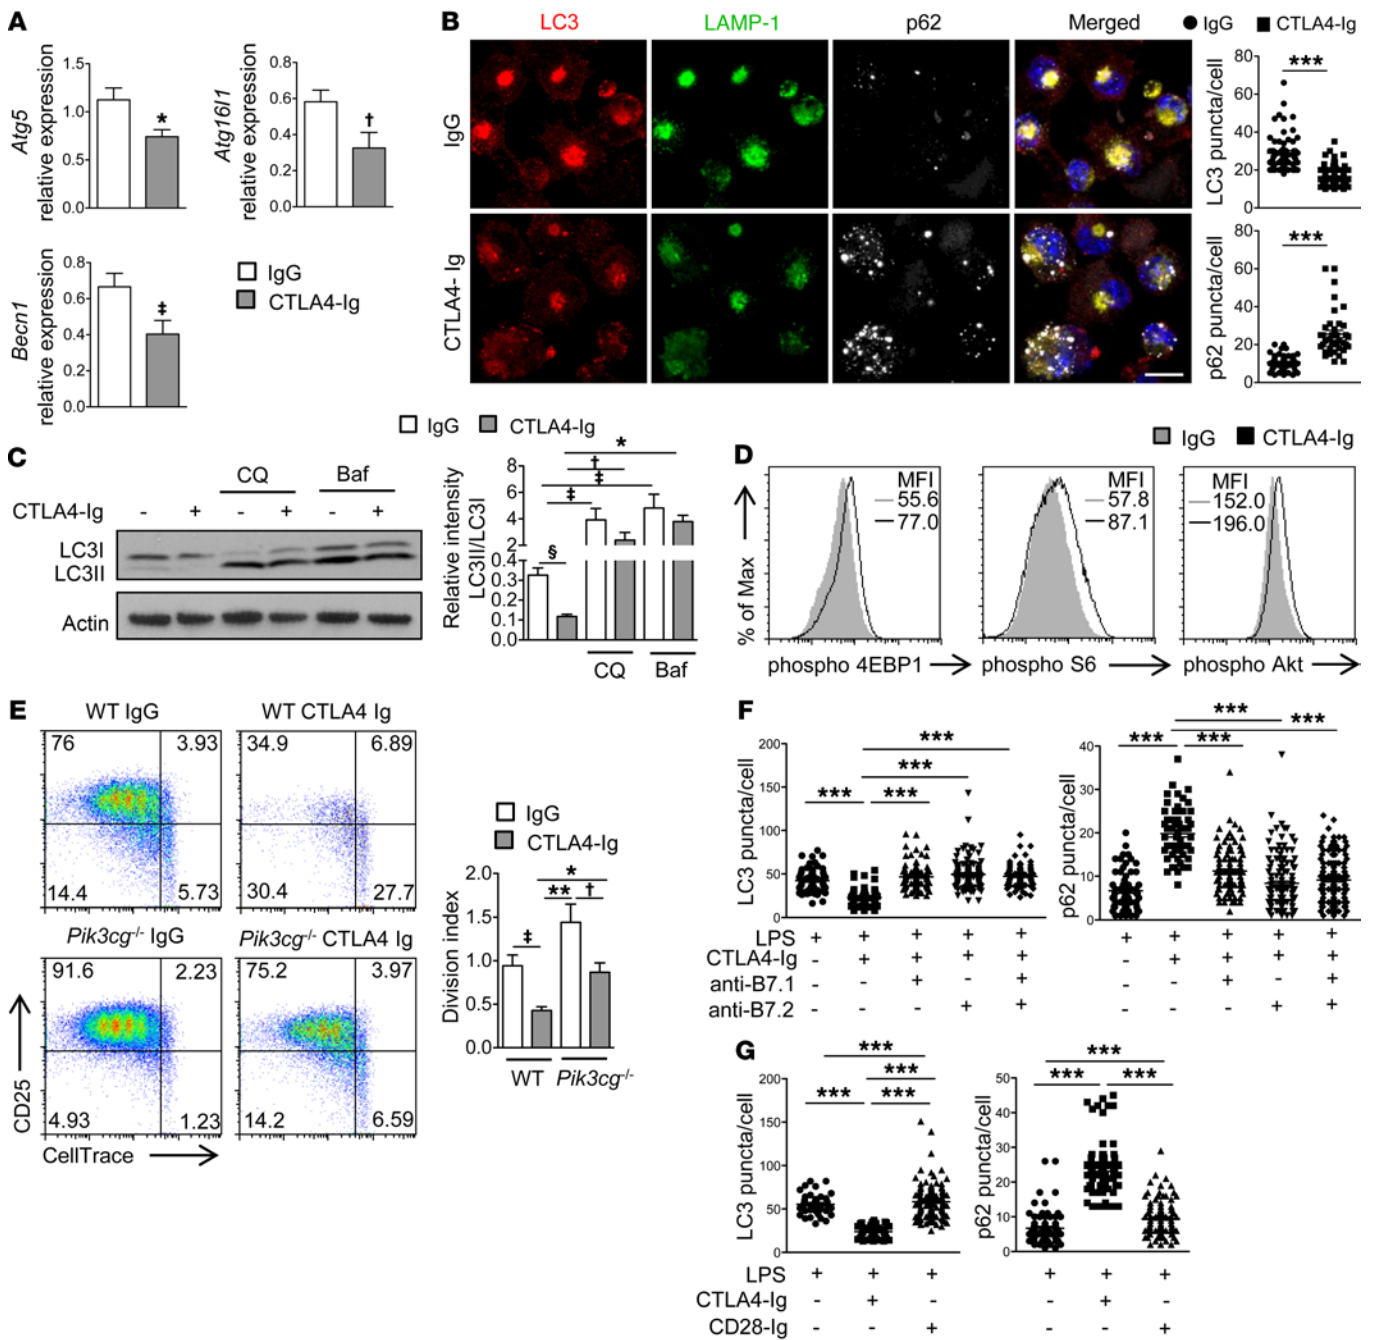 A
Atg5
relative expression
1.5
1.0
0.5
0.0
*
Atg16l1
relative expression
0.8
0.6
0.4
0.2
0.0
†
Becn1
relative expression
0.8
0.6
0.4
0.2
0.0
‡
IgG
CTLA4-Ig
B
LC3
LAMP-1
p62
Merged
IgG
CTLA4-Ig
IgG
CTLA4-Ig
LC3 puncta/cell
80
60
40
20
0
***
p62 puncta/cell
80
60
40
20
0
***
C
CQ
Baf
CTLA4-Ig - + - + - +
LC3I
LC3II
Actin
IgG
CTLA4-Ig
Relative intensity
LC3II/LC3I
8
6
4
2
0.4
0.3
0.2
0.1
0.0
*
†
‡
‡
§
CQ
Baf
D
IgG
CTLA4-Ig
% of Max
MFI
55.6
77.0
phospho 4EBP1
MFI
57.8
87.1
phospho S6
MFI
152.0
196.0
phospho Akt
E
WT IgG
76 3.93
14.4 5.73
WT CTLA4 Ig
34.9 6.89
30.4 27.7
Pik3cg-/- IgG
91.6 2.23
4.93 1.23
Pik3cg-/- CTLA4 Ig
75.2 3.97
14.2 6.59
CD25
CellTrace
IgG
CTLA4-Ig
Division index
2.0
1.5
1.0
0.5
0.0
*
** †
‡
WT Pik3cg-/-
F
LC3 puncta/cell
200
150
100
50
0
***
***
*** ***
p62 puncta/cell
40
30
20
10
0
***
***
*** ***
LPS + + + + + + + + + +
CTLA4-Ig - + + + + - + + + +
anti-B7.1 - - + - + - - + - +
anti-B7.2 - - - + + - - - + +
G
LC3 puncta/cell
200
150
100
50
0
***
***
*** ***
p62 puncta/cell
50
40
30
20
10
0
***
*** ***
LPS + + + + + +
CTLA4-Ig - + - - + -
CD28-Ig - - + - - +